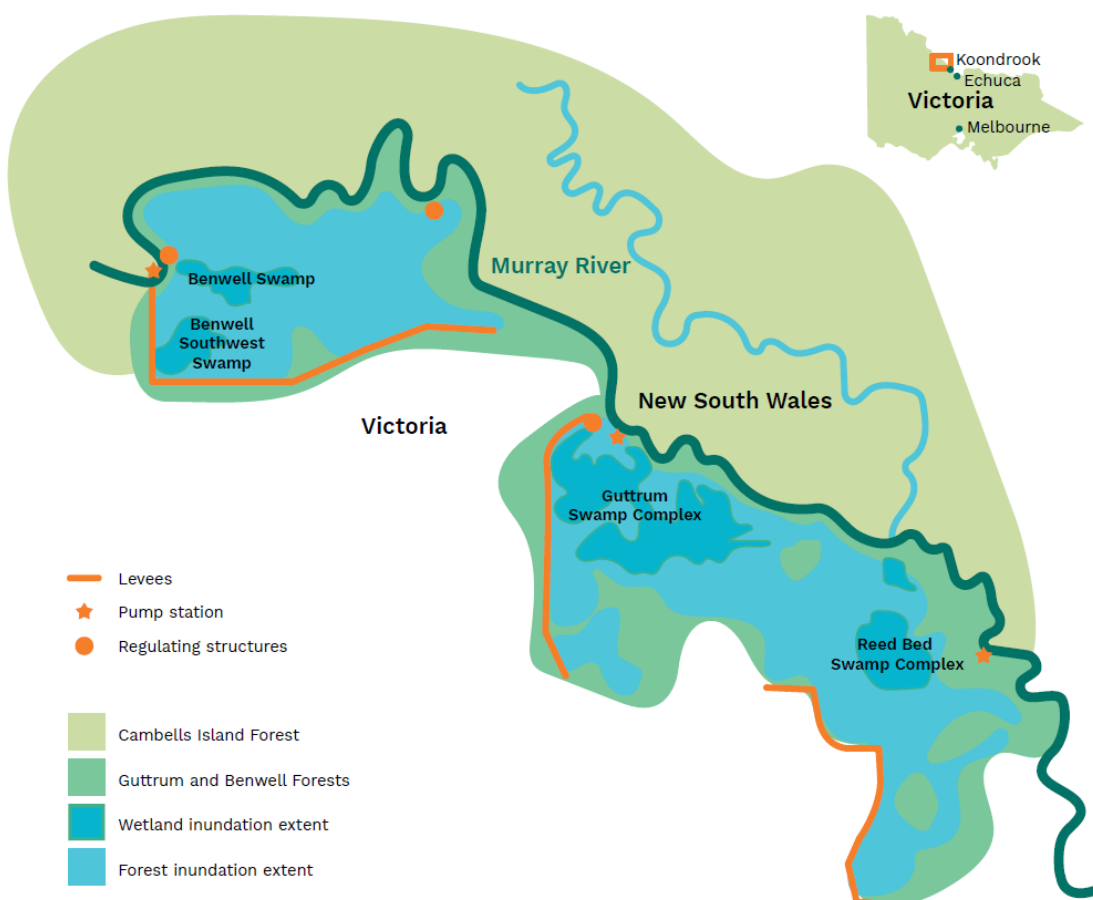 Koondrook
Echuca
Victoria
Melbourne
Murray River
Benwell Swamp
Benwell
Southwest
Swamp
New South Wales
Victoria
Guttrum
Swamp Complex
Reed Bed
Swamp Complex
Levees
Pump station
Regulating structures
Cambells Island Forest
Guttrum and Benwell Forests
Wetland inundation extent
Forest inundation extent